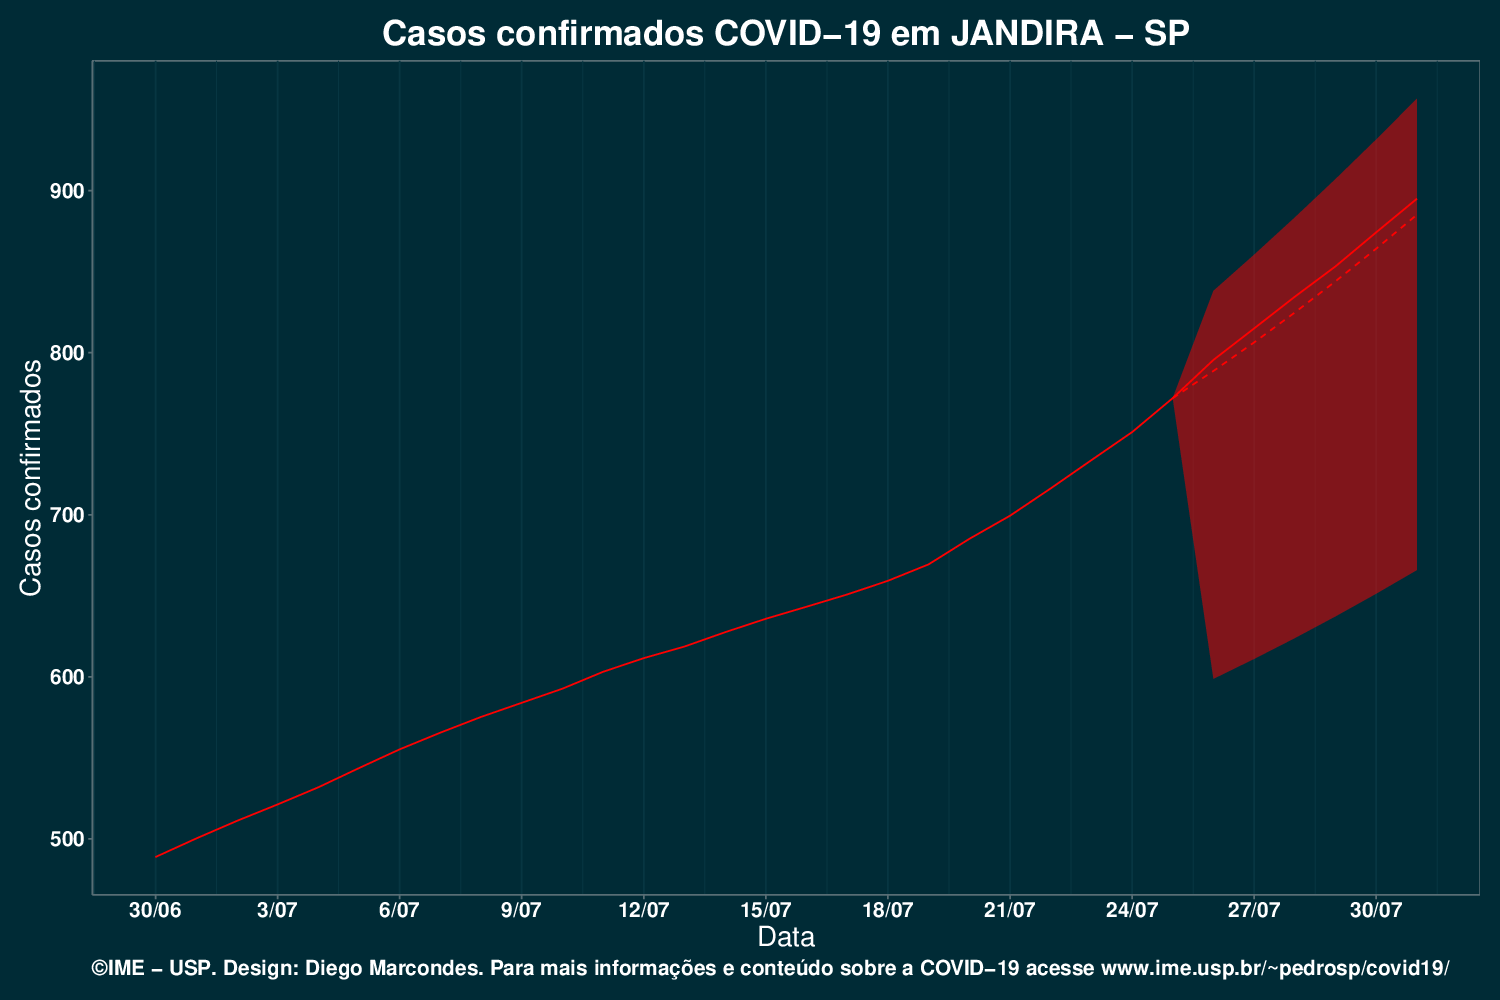 Casos confirmados COVID−19 em JANDIRA − SP
Casos confirmados
900
800
700
600
500
30/06 3/07 6/07 9/07 12/07 15/07 18/07 21/07 24/07 27/07 30/07
Data
©IME − USP. Design: Diego Marcondes. Para mais informações e conteúdo sobre a COVID−19 acesse www.ime.usp.br/~pedrosp/covid19/